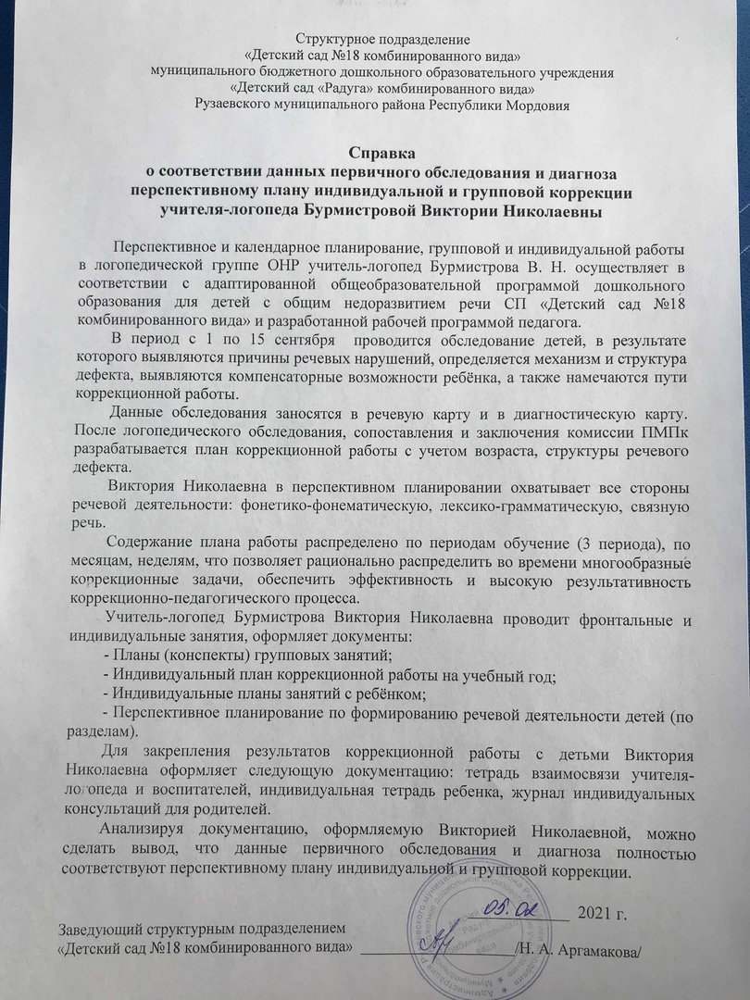 Структурное подразделение
«Детский сад №18 комбинированного вида»
муниципального бюджетного дошкольного образовательного учреждения
«Детский сад «Радуга» комбинированного вида»
Рузаевского муниципального района Республики Мордовия
Справка
о соответствии данных первичного обследования и диагноза
перспективному плану индивидуальной и групповой коррекции
учителя-логопеда Бурмистровой Виктории Николаевны
Перспективное и календарное планирование, групповой и индивидуальной работы
в логопедической группе ОНР учитель-логопед Бурмистрова В. Н. осуществляет в
соответствии с адаптированной общеобразовательной программой дошкольного
образования для детей с общим недоразвитием речи СП «Детский сад №18
комбинированного вида» и разработанной рабочей программой педагога.
В период с 1 по 15 сентября проводится обследование детей, в результате
которого выявляются причины речевых нарушений, определяется механизм и структура
дефекта, выявляются компенсаторные возможности ребёнка, а также намечаются пути
коррекционной работы.
Данные обследования заносятся в речевую карту и в диагностическую карту.
После логопедического обследования, сопоставления и заключения комиссии ПМПк
разрабатывается план коррекционной работы с учетом возраста, структуры речевого
дефекта.
Виктория Николаевна в перспективном планировании охватывает все стороны
речевой деятельности: фонетико-фонематическую, лексико-грамматическую, связную
речь.
Содержание плана работы распределено по периодам обучение (3 периода), по
месяцам, неделям, что позволяет рационально распределить во времени многообразные
коррекционные задачи, обеспечить эффективность и высокую результативность
коррекционно-педагогического процесса.
Учитель-логопед Бурмистрова Виктория Николаевна проводит фронтальные и
индивидуальные занятия, оформляет документы:
- Планы (конспекты) групповых занятий;
- Индивидуальный план коррекционной работы на учебный год;
- Индивидуальные планы занятий с ребёнком;
- Перспективное планирование по формированию речевой деятельности детей (по
разделам).
Для закрепления результатов коррекционной работы с детьми Виктория
Николаевна оформляет следующую документацию: тетрадь взаимосвязи учителя-
логопеда и воспитателей, индивидуальная тетрадь ребенка, журнал индивидуальных
консультаций для родителей.
Анализируя документацию, оформляемую Викторией Николаевной, можно
сделать вывод, что данные первичного обследования и диагноза полностью
соответствуют перспективному плану индивидуальной и групповой коррекции.
05.02 2021 г.
Заведующий структурным подразделением
«Детский сад №18 комбинированного вида» /Н. А. Аргамакова/